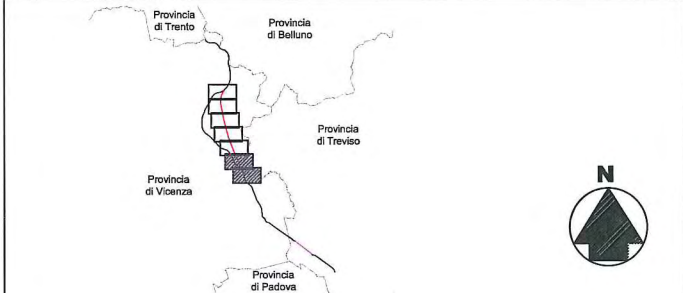 Provincia
di Trento
Provincia
di Belluno
Provincia
di Treviso
Provincia
di Vicenza
N
Provincia
di Padova